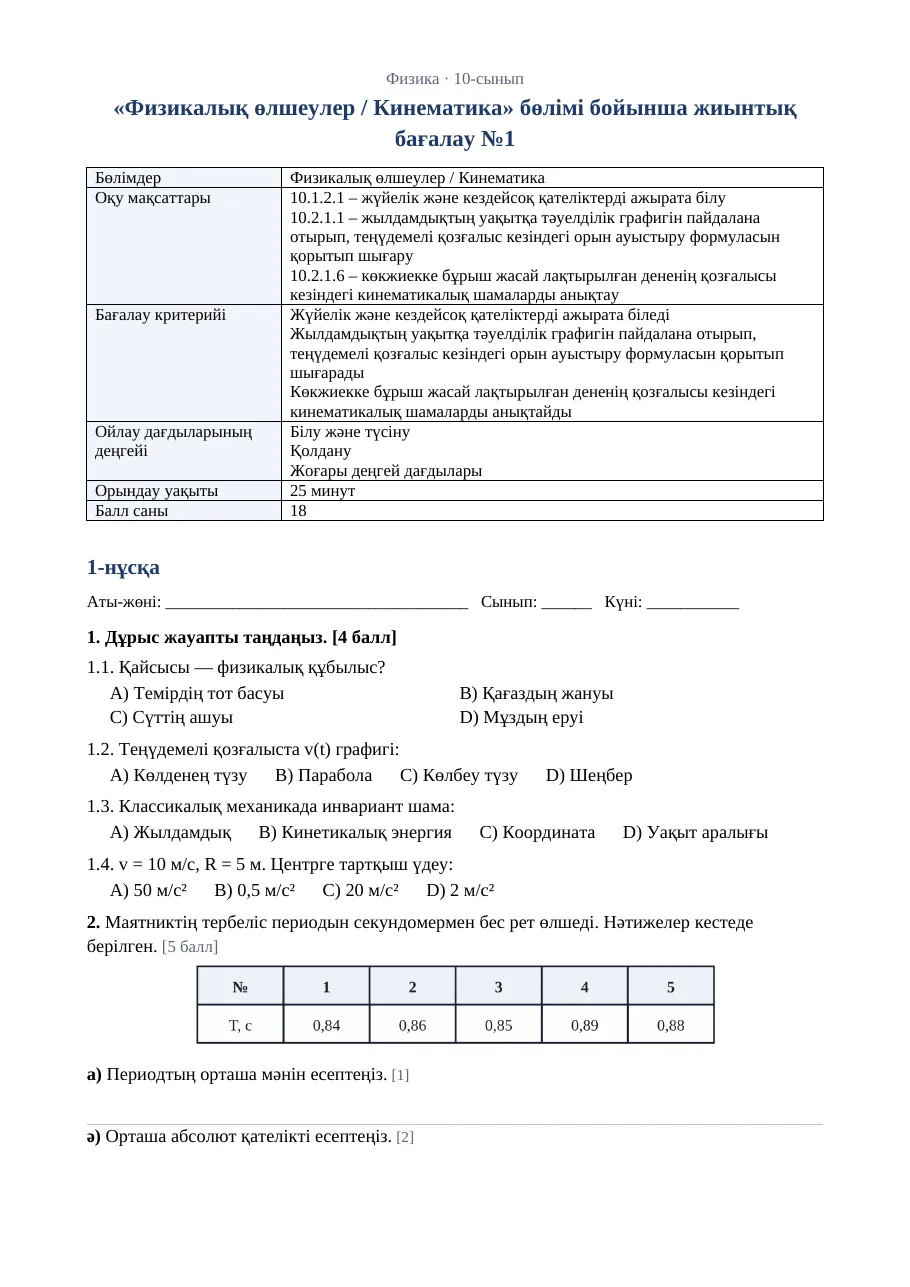 Физика · 10-сынып
«Физикалық өлшеулер / Кинематика» бөлімі бойынша жиынтық
бағалау №1
Бөлімдер Физикалық өлшеулер / Кинематика
Оқу мақсаттары 10.1.2.1 – жүйелік және кездейсоқ қателіктерді ажырата білу
10.2.1.1 – жылдамдықтың уақытқа тәуелділік графигін пайдалана
отырып, теңүдемелі қозғалыс кезіндегі орын ауыстыру формуласын
қорытып шығару
10.2.1.6 – көкжиекке бұрыш жасай лақтырылған дененің қозғалысы
кезіндегі кинематикалық шамаларды анықтау
Бағалау критерийі Жүйелік және кездейсоқ қателіктерді ажырата біледі
Жылдамдықтың уақытқа тәуелділік графигін пайдалана отырып,
теңүдемелі қозғалыс кезіндегі орын ауыстыру формуласын қорытып
шығарады
Көкжиекке бұрыш жасай лақтырылған дененің қозғалысы кезіндегі
кинематикалық шамаларды анықтайды
Ойлау дағдыларының Білу және түсіну
деңгейі Қолдану
Жоғары деңгей дағдылары
Орындау уақыты 25 минут
Балл саны 18
1-нұсқа
Аты-жөні: ____________________________________ Сынып: ______ Күні: ___________
1. Дұрыс жауапты таңдаңыз. [4 балл]
1.1. Қайсысы — физикалық құбылыс?
A) Темірдің тот басуы B) Қағаздың жануы
C) Сүттің ашуы D) Мұздың еруі
1.2. Теңүдемелі қозғалыста v(t) графигі:
A) Көлденең түзу B) Парабола C) Көлбеу түзу D) Шеңбер
1.3. Классикалық механикада инвариант шама:
A) Жылдамдық B) Кинетикалық энергия C) Координата D) Уақыт аралығы
1.4. v = 10 м/с, R = 5 м. Центрге тартқыш үдеу:
A) 50 м/с² B) 0,5 м/с² C) 20 м/с² D) 2 м/с²
2. Маятниктің тербеліс периодын секундомермен бес рет өлшеді. Нәтижелер кестеде
берілген. [5 балл]
№ 1 2 3 4 5
T, с 0,84 0,86 0,85 0,89 0,88
а) Периодтың орташа мәнін есептеңіз. [1]
ә) Орташа абсолют қателікті есептеңіз. [2]